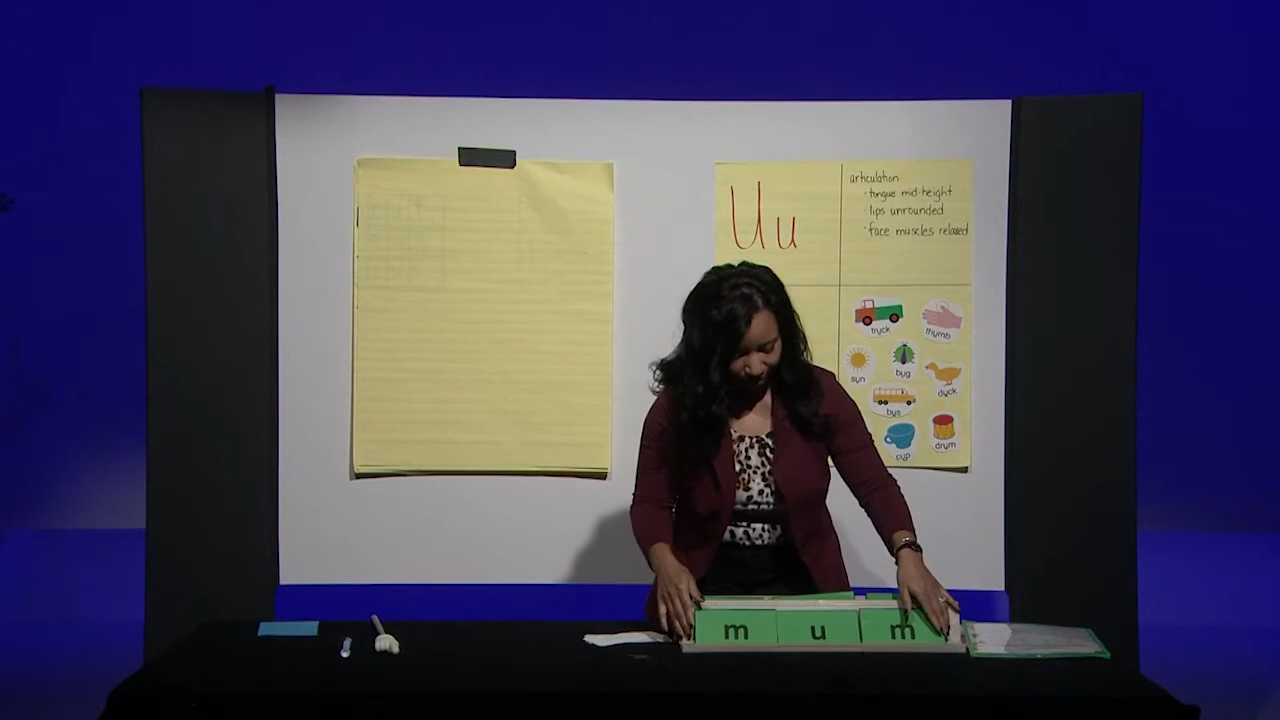 Uu
articulation
· tongue mid-height
· lips unrounded
· face muscles relaxed
truck
thumb
sun
bug
duck
bus
cup
drum
m u m